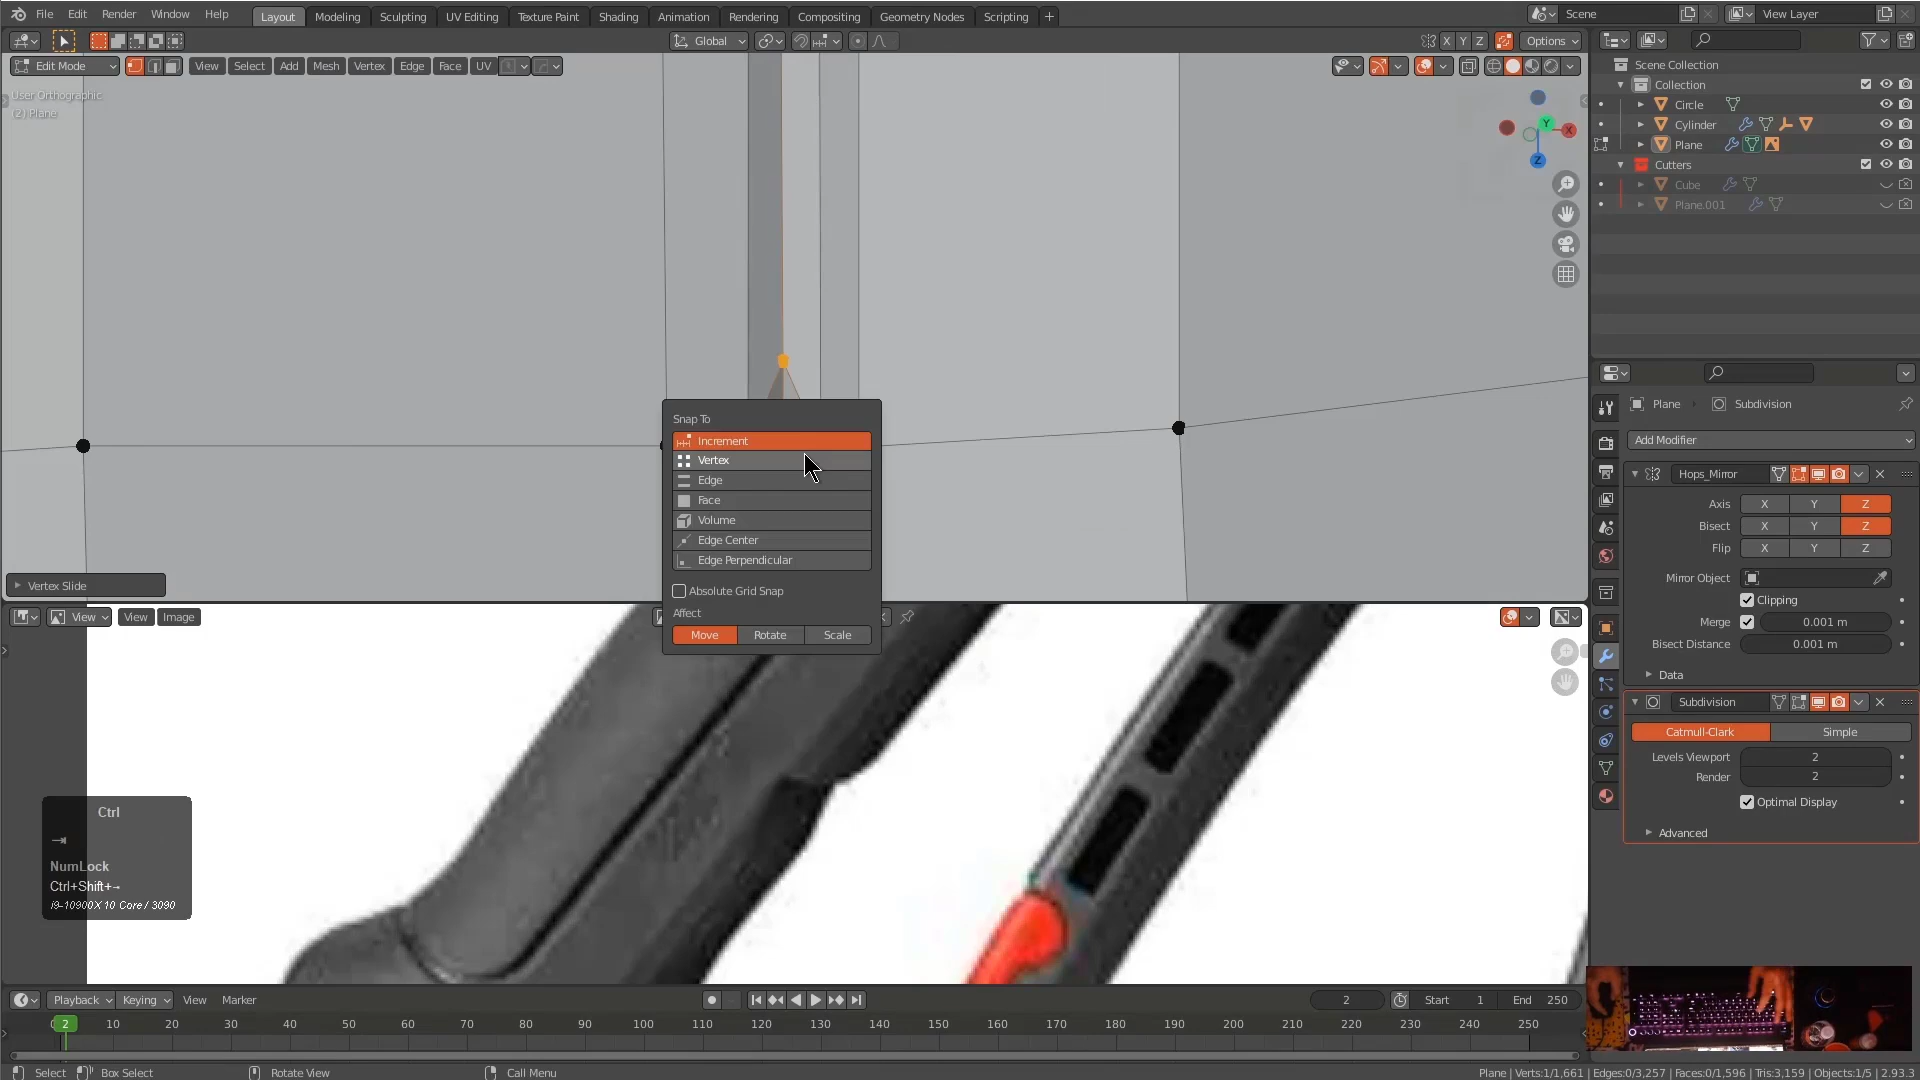 File Edit Render Window Help Layout Modeling Sculpting UV Editing Texture Paint Shading Animation Rendering Compositing Geometry Nodes Scripting + Scene View Layer
Global X Y Z Options
Edit Mode View Select Add Mesh Vertex Edge Face UV
User Orthographic
(2) Plane
Y
X
Z
Scene Collection
Collection
Circle
Cylinder
Plane
Cutters
Cube
Plane.001
Snap To
Increment
Vertex
Edge
Face
Volume
Edge Center
Edge Perpendicular
Absolute Grid Snap
Affect
Move Rotate Scale
Vertex Slide
View View Image
Plane Subdivision
Add Modifier
Hops_Mirror
Axis X Y Z
Bisect X Y Z
Flip X Y Z
Mirror Object
Clipping
Merge 0.001 m
Bisect Distance 0.001 m
Data
Subdivision
Catmull-Clark Simple
Levels Viewport 2
Render 2
Optimal Display
Advanced
Ctrl
NumLock
Ctrl+Shift+
i9-10900X 10 Core / 3090
Playback Keying View Marker 2 Start 1 End 250
2 10 20 30 40 50 60 70 80 90 100 110 120 130 140 150 160 170 180 190 200 210 220 230 240 250
Select Box Select Rotate View Call Menu Plane | Verts:1/1,661 | Edges:0/3,257 | Faces:0/1,596 | Tris:3,159 | Objects:1/5 | 2.93.3